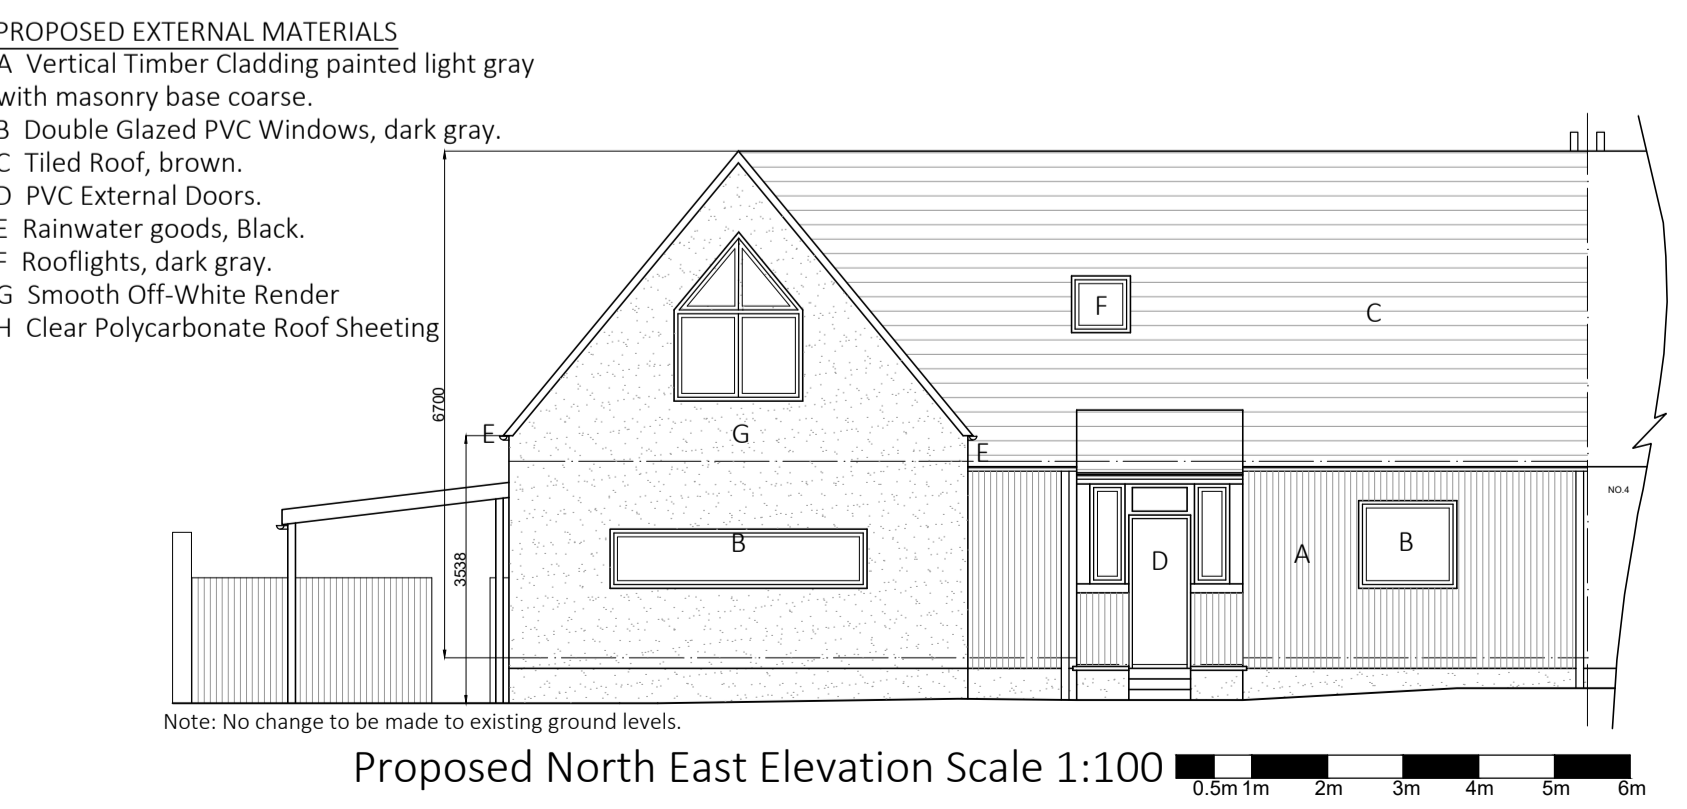 PROPOSED EXTERNAL MATERIALS
A Vertical Timber Cladding painted light gray
with masonry base coarse.
B Double Glazed PVC Windows, dark gray.
C Tiled Roof, brown.
D PVC External Doors.
E Rainwater goods, Black.
F Rooflights, dark gray.
G Smooth Off-White Render
H Clear Polycarbonate Roof Sheeting
F
C
6700
E
G
E
NO.4
B
3538
D
A
B
Note: No change to be made to existing ground levels.
Proposed North East Elevation Scale 1:100
0.5m 1m 2m 3m 4m 5m 6m